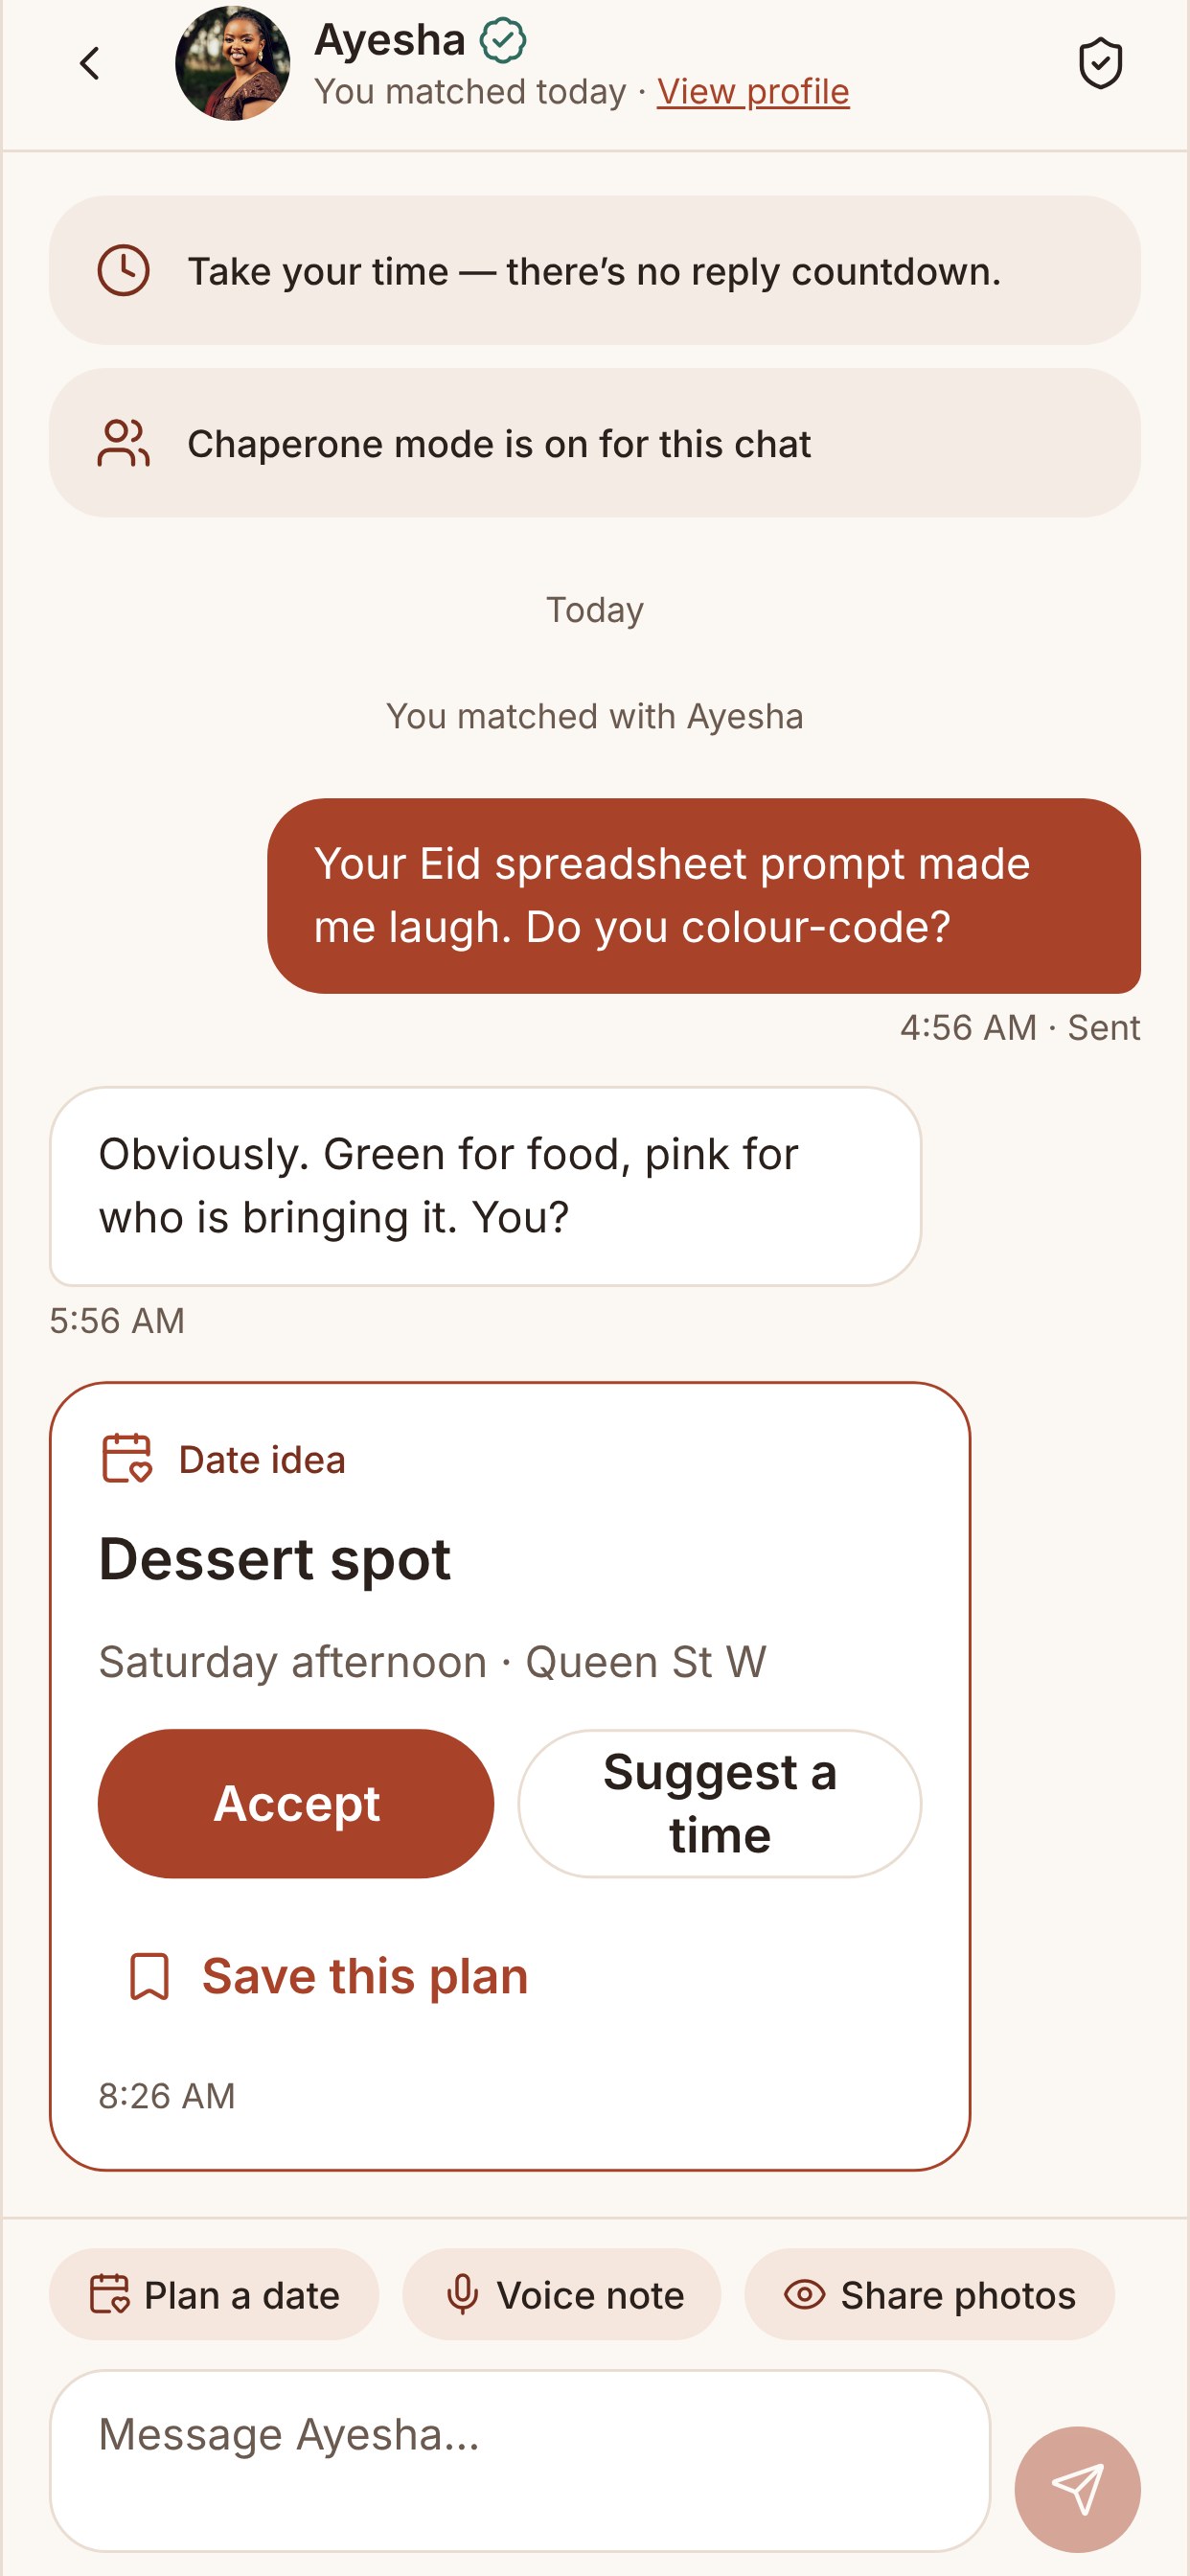 Ayesha
You matched today · View profile
Take your time — there’s no reply countdown.
Chaperone mode is on for this chat
Today
You matched with Ayesha
Your Eid spreadsheet prompt made
me laugh. Do you colour-code?
4:56 AM · Sent
Obviously. Green for food, pink for
who is bringing it. You?
5:56 AM
Date idea
Dessert spot
Saturday afternoon · Queen St W
Accept
Suggest a
time
Save this plan
8:26 AM
Plan a date
Voice note
Share photos
Message Ayesha...